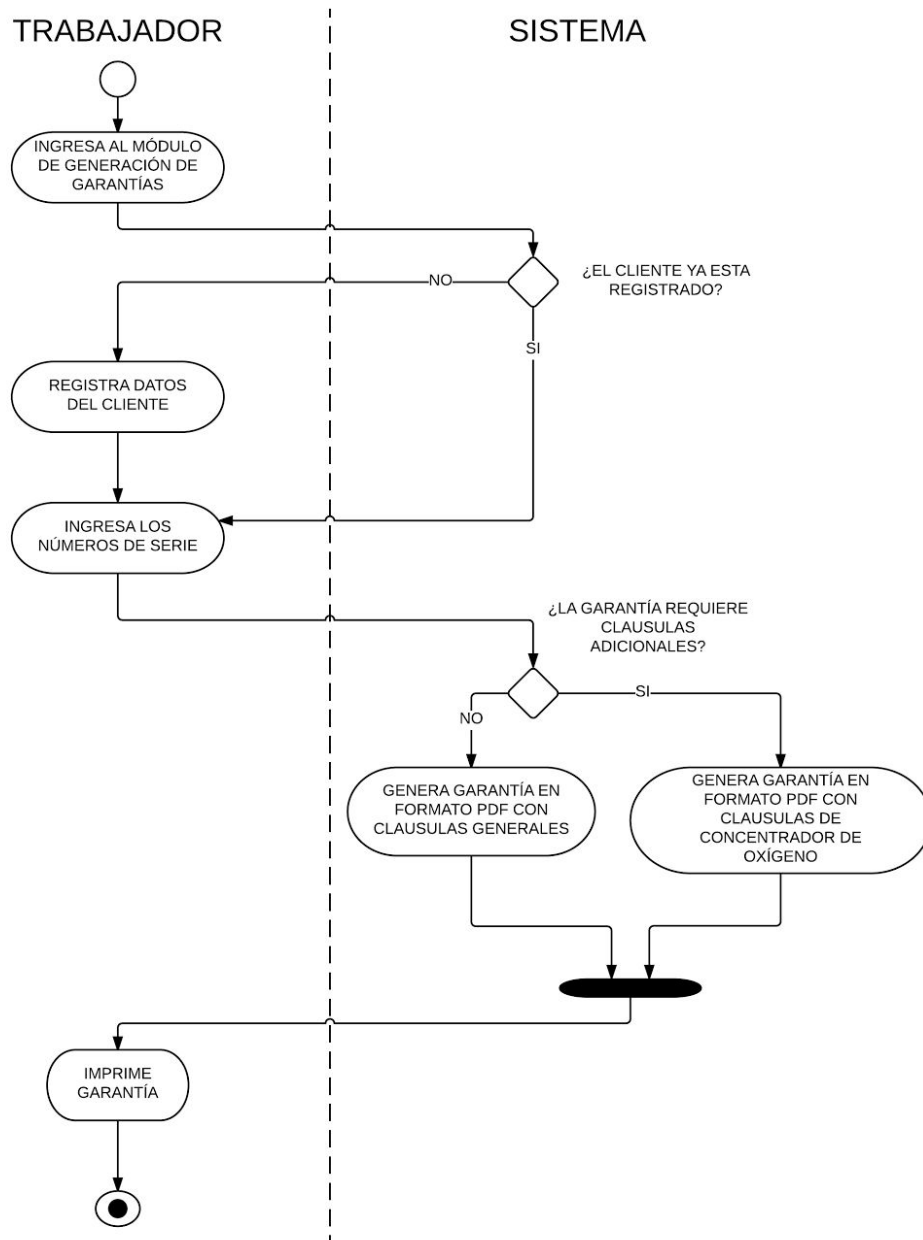 TRABAJADOR
SISTEMA
INGRESA AL MÓDULO
DE GENERACIÓN DE
GARANTÍAS
¿EL CLIENTE YA ESTA
REGISTRADO?
NO
SI
REGISTRA DATOS
DEL CLIENTE
INGRESA LOS
NÚMEROS DE SERIE
¿LA GARANTÍA REQUIERE
CLAUSULAS
ADICIONALES?
SI
NO
GENERA GARANTÍA EN
FORMATO PDF CON
CLAUSULAS GENERALES
GENERA GARANTÍA EN
FORMATO PDF CON
CLAUSULAS DE
CONCENTRADOR DE
OXÍGENO
IMPRIME
GARANTÍA